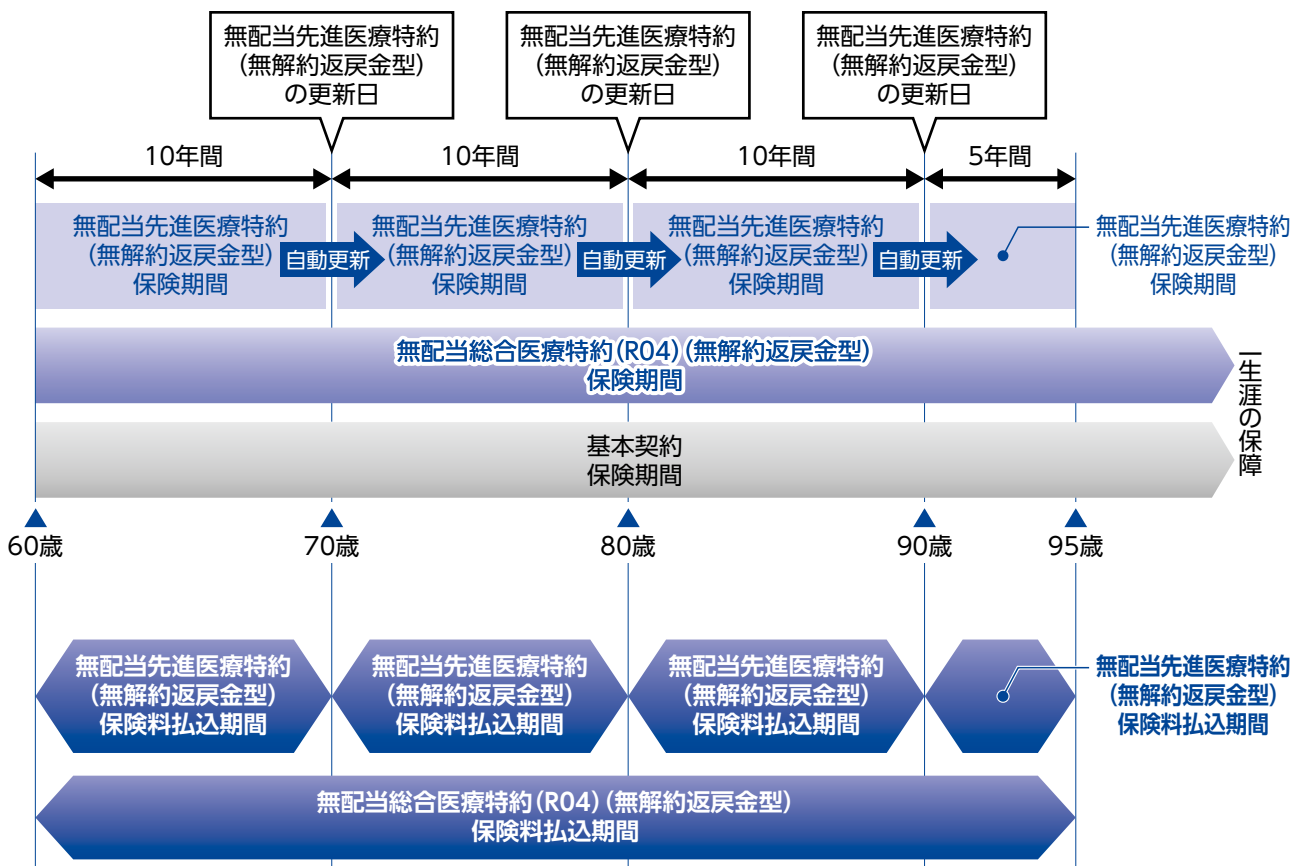 無配当先進医療特約
(無解約返戻金型)
の更新日
無配当先進医療特約
(無解約返戻金型)
の更新日
無配当先進医療特約
(無解約返戻金型)
の更新日
10年間
10年間
10年間
5年間
無配当先進医療特約
(無解約返戻金型)
保険期間
自動更新
無配当先進医療特約
(無解約返戻金型)
保険期間
自動更新
無配当先進医療特約
(無解約返戻金型)
保険期間
自動更新
無配当先進医療特約
(無解約返戻金型)
保険期間
無配当総合医療特約(R04)(無解約返戻金型)
保険期間
基本契約
保険期間
一生涯の保障
60歳
70歳
80歳
90歳
95歳
無配当先進医療特約
(無解約返戻金型)
保険料払込期間
無配当先進医療特約
(無解約返戻金型)
保険料払込期間
無配当先進医療特約
(無解約返戻金型)
保険料払込期間
無配当先進医療特約
(無解約返戻金型)
保険料払込期間
無配当総合医療特約(R04)(無解約返戻金型)
保険料払込期間